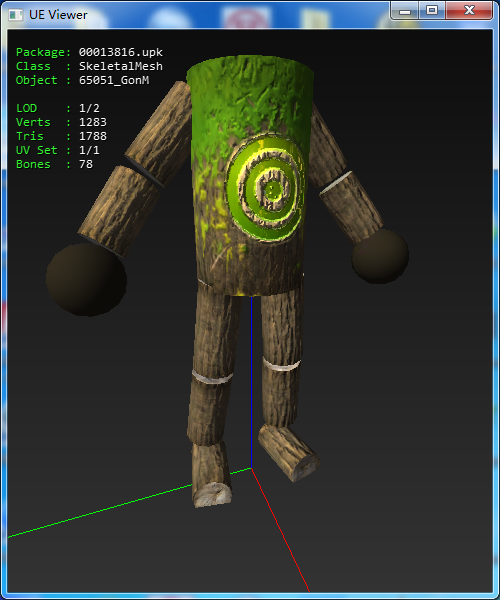 UE Viewer
Package: 00013816.upk
Class : SkeletalMesh
Object : 65051_GonM
LOD : 1/2
Verts : 1283
Tris : 1788
UV Set : 1/1
Bones : 78